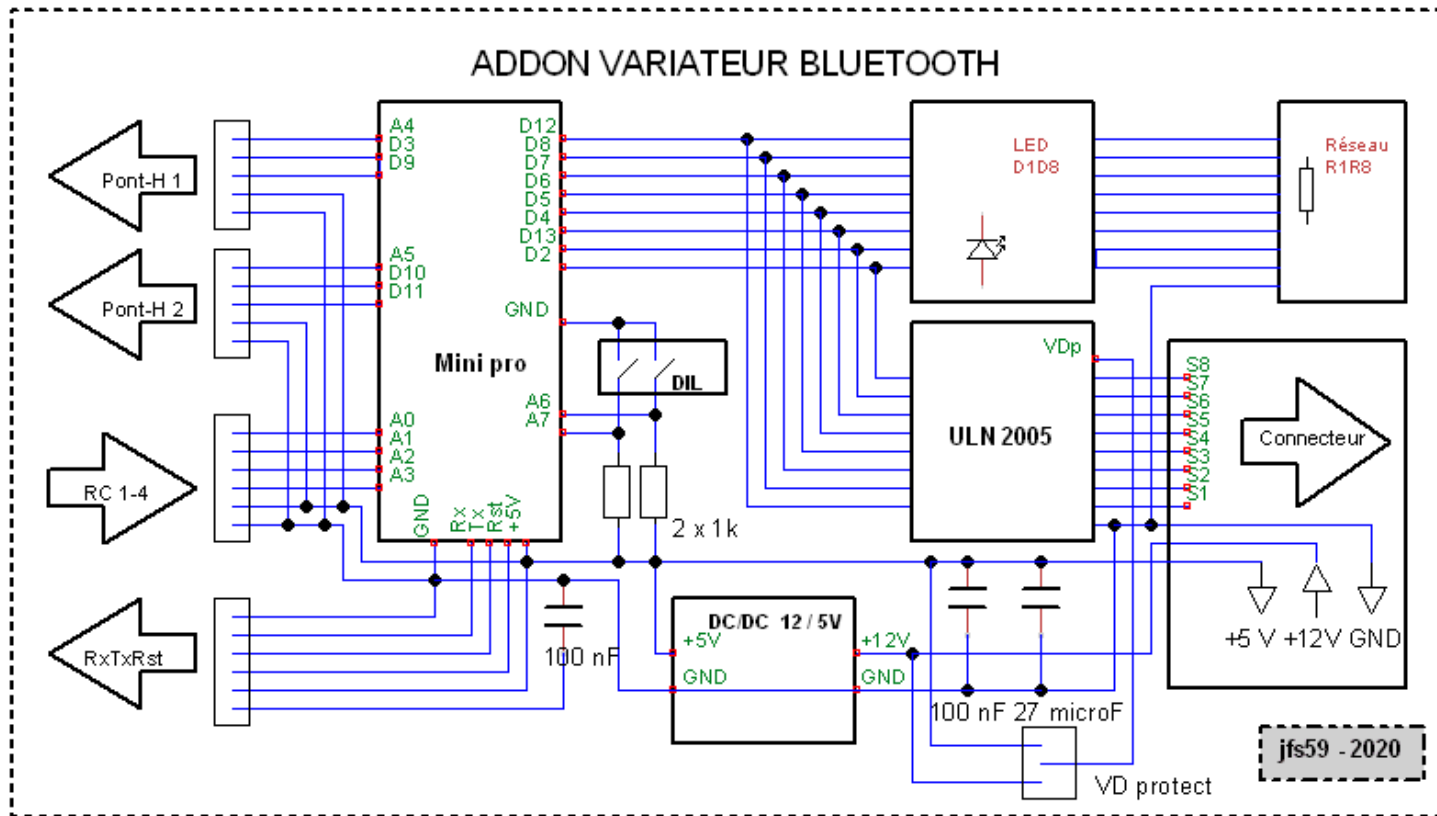 ADDON VARIATEUR BLUETOOTH
Pont-H 1
Pont-H 2
RC 1-4
RxTxRst
A4
D3
D9
A5
D10
D11
A0
A1
A2
A3
Mini pro
D12
D8
D7
D6
D5
D4
D13
D2
GND
A6
A7
GND
Rx
Tx
Rst
+5V
DIL
2 x 1k
100 nF
DC/DC 12 / 5V
+5V
GND
+12V
GND
LED
D1D8
Réseau
R1R8
VDp
ULN 2005
S8
S7
S6
S5
S4
S3
S2
S1
Connecteur
+5 V +12V GND
100 nF 27 microF
VD protect
jfs59 - 2020